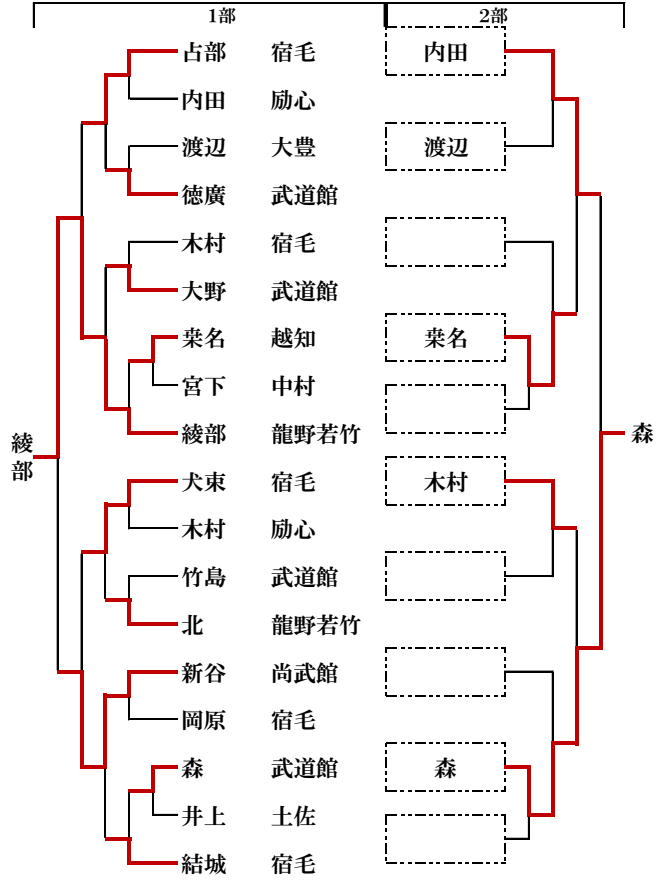 1部 2部
占部 宿毛 内田
内田 励心
渡辺 大豊 渡辺
徳廣 武道館
木村 宿毛
大野 武道館
桒名 越知 桒名
宮下 中村
綾部 龍野若竹
綾部
森
犬東 宿毛 木村
木村 励心
竹島 武道館
北 龍野若竹
新谷 尚武館
岡原 宿毛
森 武道館 森
井上 土佐
結城 宿毛